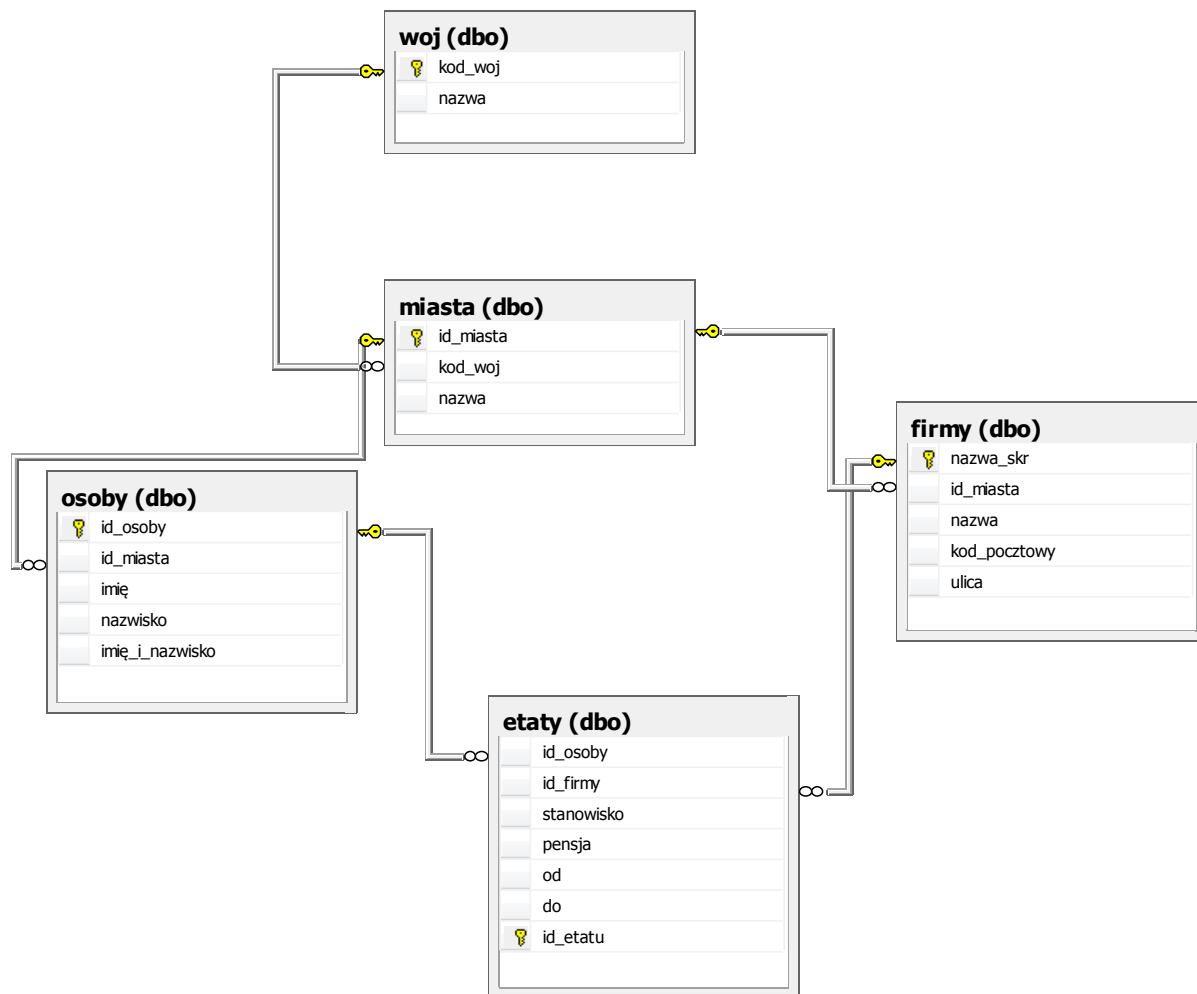 woj (dbo)
kod_woj
nazwa
miasta (dbo)
id_miasta
kod_woj
nazwa
firmy (dbo)
nazwa_skr
id_miasta
nazwa
kod_pocztowy
ulica
osoby (dbo)
id_osoby
id_miasta
imię
nazwisko
imię_i_nazwisko
etaty (dbo)
id_osoby
id_firmy
stanowisko
pensja
od
do
id_etatu